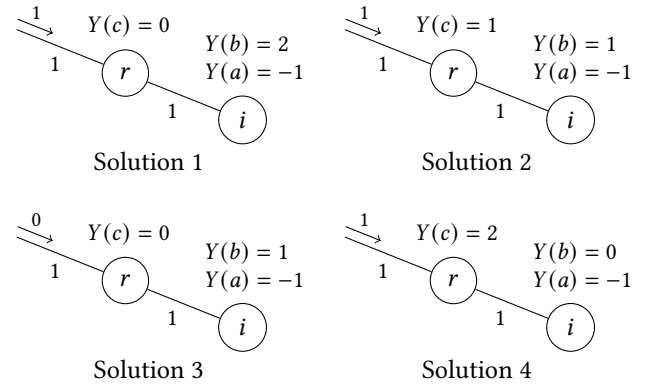 1
Y(c) = 0
Y(b) = 2
Y(a) = −1
1
r
1
i
Solution 1
1
Y(c) = 1
Y(b) = 1
Y(a) = −1
1
r
1
i
Solution 2
0
Y(c) = 0
Y(b) = 1
Y(a) = −1
1
r
1
i
Solution 3
1
Y(c) = 2
Y(b) = 0
Y(a) = −1
1
r
1
i
Solution 4